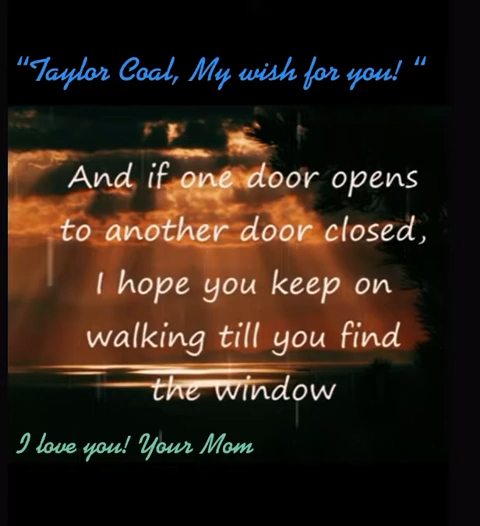 “Taylor Coal, My wish for you! “
And if one door opens
to another door closed,
I hope you keep on
walking till you find
the window
I love you! Your Mom